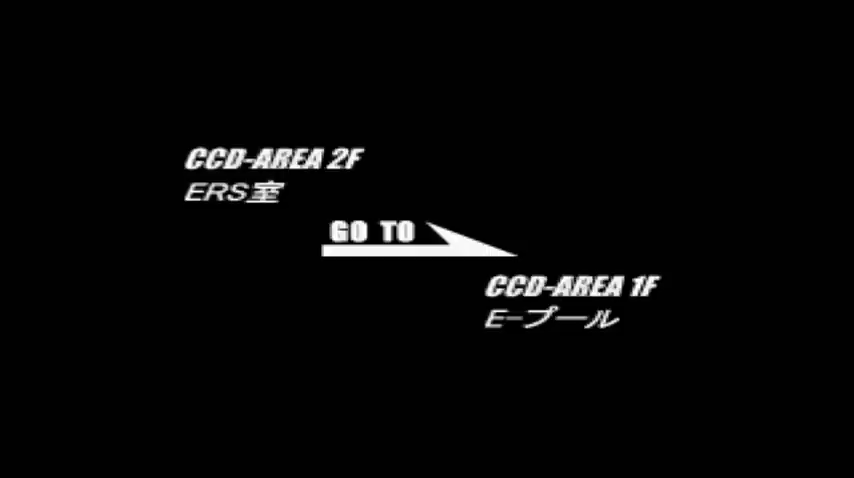 CCD-AREA 2F
ERS室
GO TO
CCD-AREA 1F
E-プール